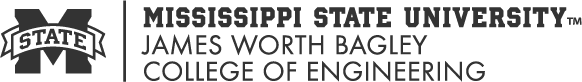 STATE
MISSISSIPPI STATE UNIVERSITY™
JAMES WORTH BAGLEY
COLLEGE OF ENGINEERING